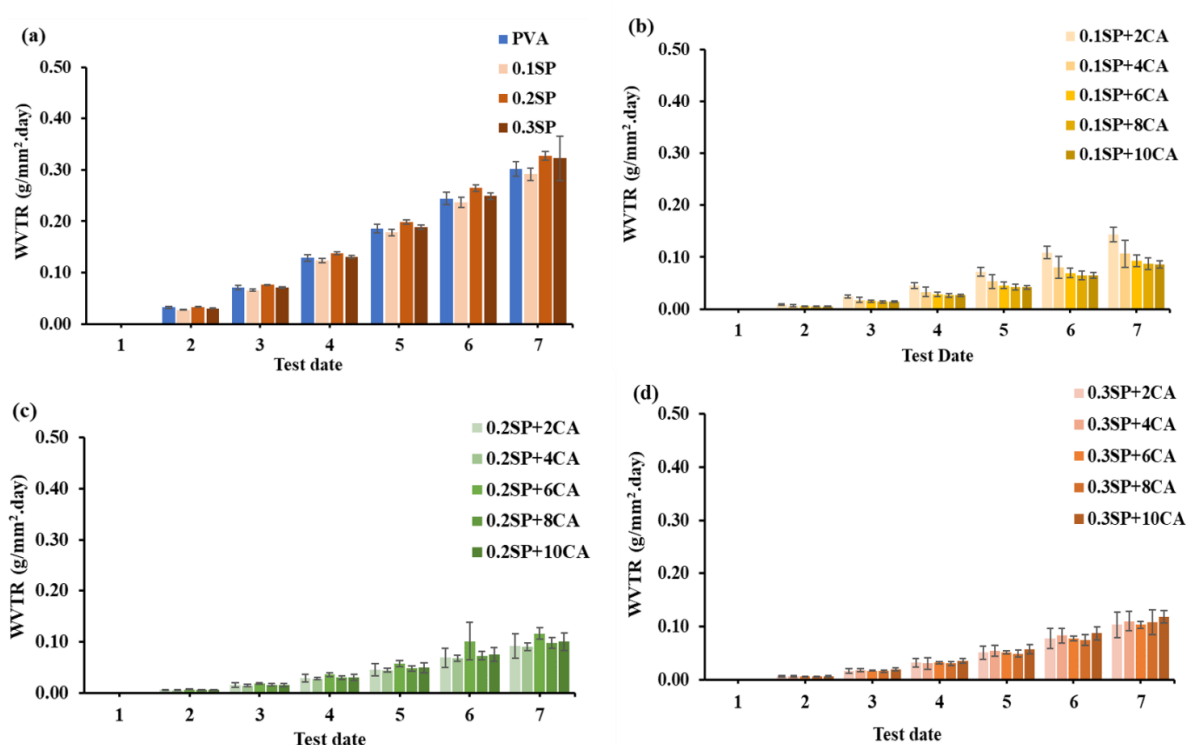 (a)
PVA
0.1SP
0.2SP
0.3SP
WVTR (g/mm².day)
0.50
0.40
0.30
0.20
0.10
0.00
1 2 3 4 5 6 7
Test date
(b)
0.1SP+2CA
0.1SP+4CA
0.1SP+6CA
0.1SP+8CA
0.1SP+10CA
WVTR (g/mm².day)
0.50
0.40
0.30
0.20
0.10
0.00
1 2 3 4 5 6 7
Test Date
(c)
0.2SP+2CA
0.2SP+4CA
0.2SP+6CA
0.2SP+8CA
0.2SP+10CA
WVTR (g/mm².day)
0.50
0.40
0.30
0.20
0.10
0.00
1 2 3 4 5 6 7
Test date
(d)
0.3SP+2CA
0.3SP+4CA
0.3SP+6CA
0.3SP+8CA
0.3SP+10CA
WVTR (g/mm².day)
0.50
0.40
0.30
0.20
0.10
0.00
1 2 3 4 5 6 7
Test date